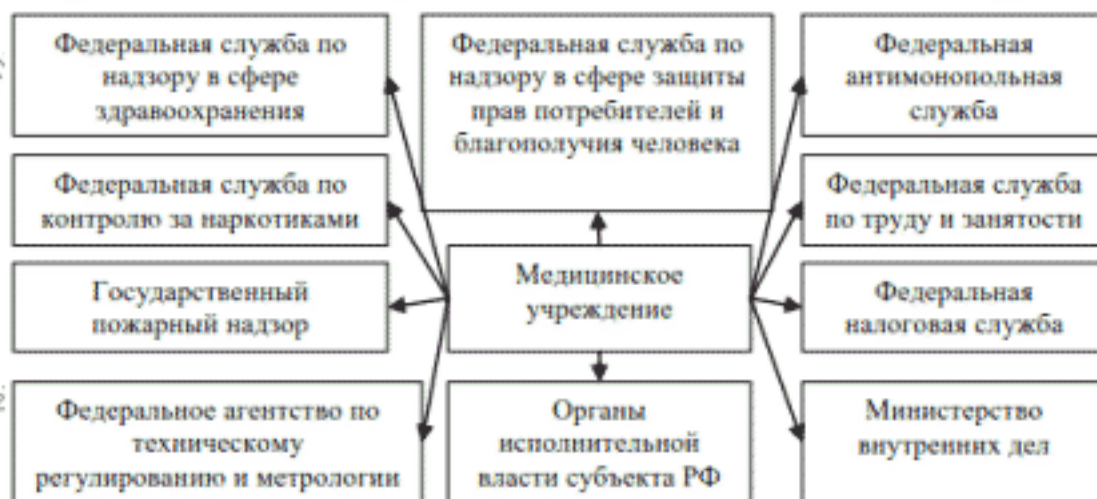 Федеральная служба по
надзору в сфере
здравоохранения
Федеральная служба по
надзору в сфере защиты
прав потребителей и
благополучия человека
Федеральная
антимонопольная
служба
Федеральная служба по
контролю за наркотиками
Федеральная служба
по труду и занятости
Государственный
пожарный надзор
Медицинское
учреждение
Федеральная
налоговая служба
Федеральное агентство по
техническому
регулированию и метрологии
Органы
исполнительной
власти субъекта РФ
Министерство
внутренних дел